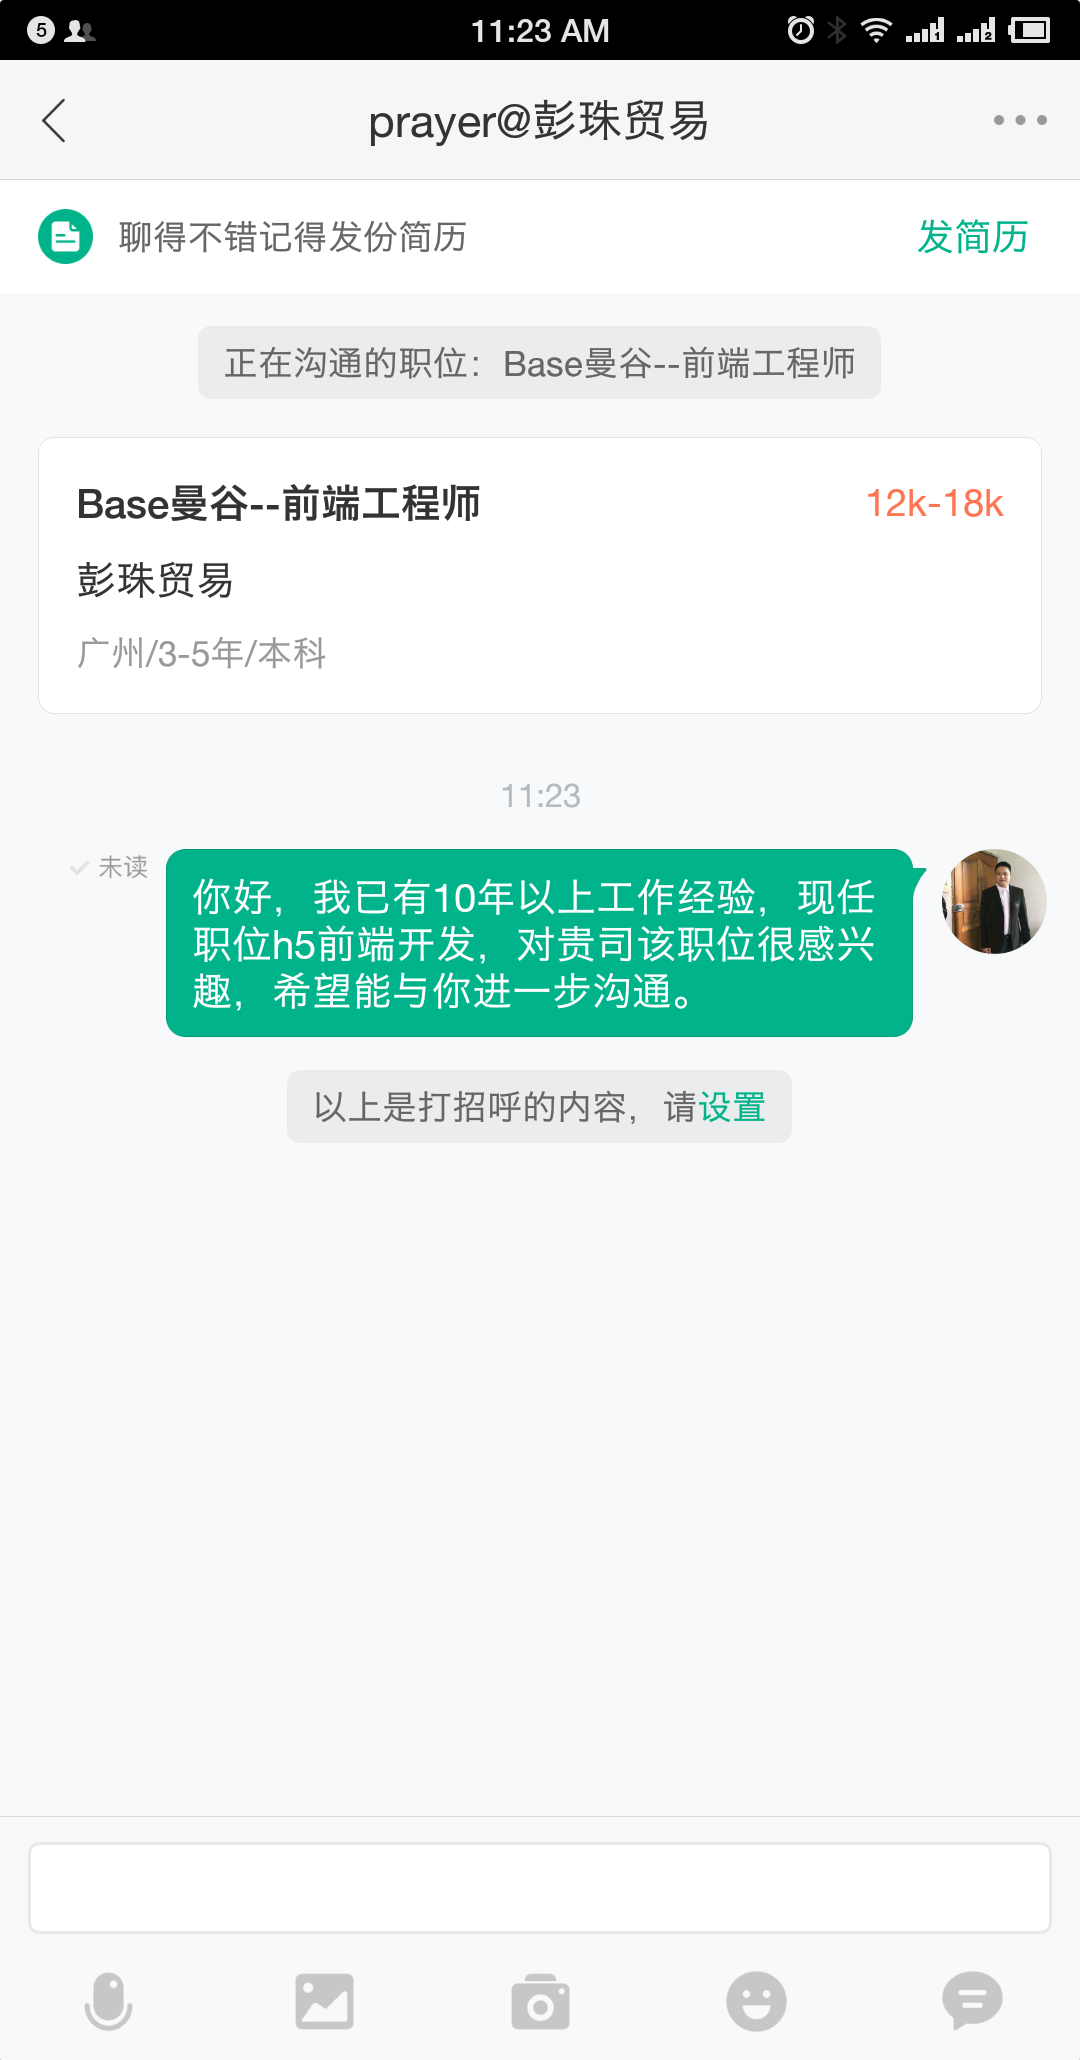 5
11:23 AM
1
2
prayer@彭珠贸易
聊得不错记得发份简历
发简历
正在沟通的职位：Base曼谷--前端工程师
Base曼谷--前端工程师
12k-18k
彭珠贸易
广州/3-5年/本科
11:23
未读
你好，我已有10年以上工作经验，现任
职位h5前端开发，对贵司该职位很感兴
趣，希望能与你进一步沟通。
以上是打招呼的内容，请设置